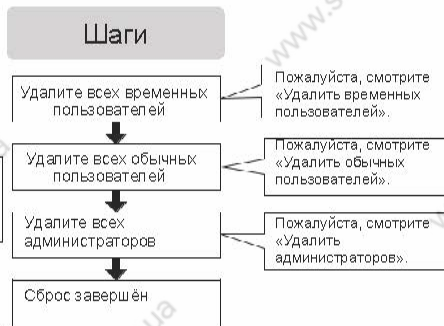 Шаги
Удалите всех временных
пользователей
Пожалуйста, смотрите
«Удалить временных
пользователей».
Удалите всех обычных
пользователей
Пожалуйста, смотрите
«Удалить обычных
пользователей».
Удалите всех
администраторов
Пожалуйста, смотрите
«Удалить
администраторов».
Сброс завершён